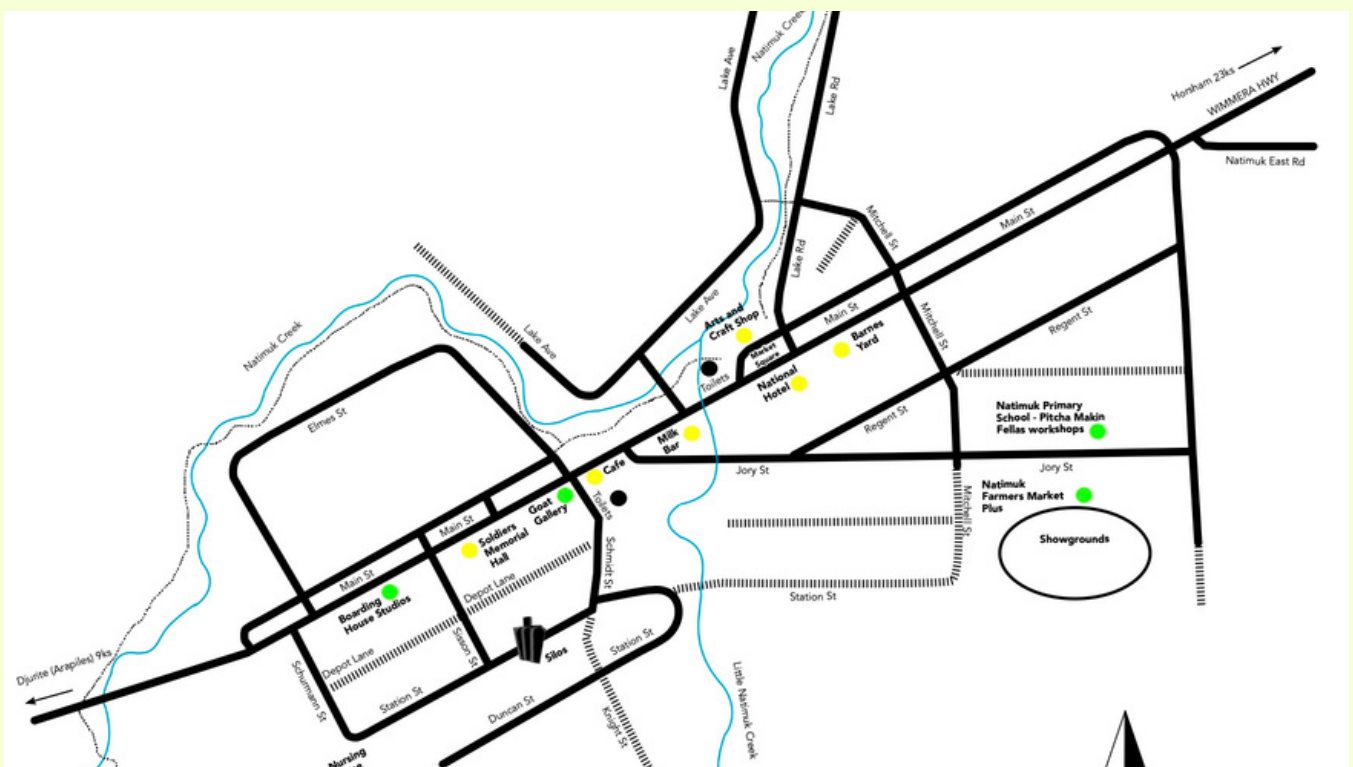 Lake Ave
Natimuk Creek
Lake Rd
Horsham 23ks
WIMMERA HWY
Natimuk East Rd
Main St
Mitchell St
Lake Rd
Lake Ave
Arts and
Craft Shop
Main St
Market
Square
Barnes
Yard
Mitchell St
Regent St
Natimuk Creek
Lake Ave
Toilets
National
Hotel
Elmes St
Regent St
Natimuk Primary
School - Pitcha Makin
Fellas workshops
Milk
Bar
Jory St
Jory St
Cafe
Toilets
Goat
Gallery
Natimuk
Farmers Market
Plus
Mitchell St
Showgrounds
Main St
Soldiers
Memorial
Hall
Depot Lane
Schmidt St
Main St
Boarding
House Studios
Station St
Sisson St
Depot Lane
Silos
Station St
Djurite (Arapiles) 9ks
Schurmann St
Station St
Duncan St
Knight St
Little Natimuk Creek
Nursing